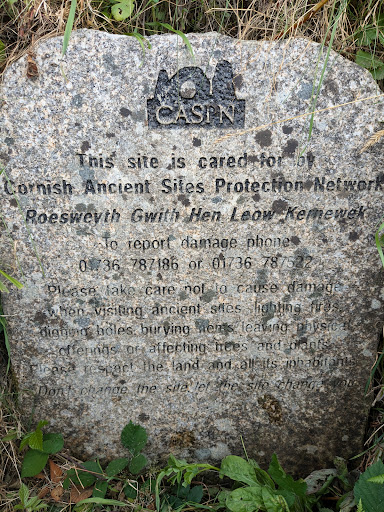 CASPN
This site is cared for by
Cornish Ancient Sites Protection Network
Roesweyth Gwith Hen Leow Kernewek
To report damage phone
01736 787186 or 01736 787522
Please take care not to cause damage
when visiting ancient sites, lighting fires,
digging holes, burying items, leaving physical
offerings or affecting trees and plants.
Please respect the land and all its inhabitants
Don't change the site let the site change you